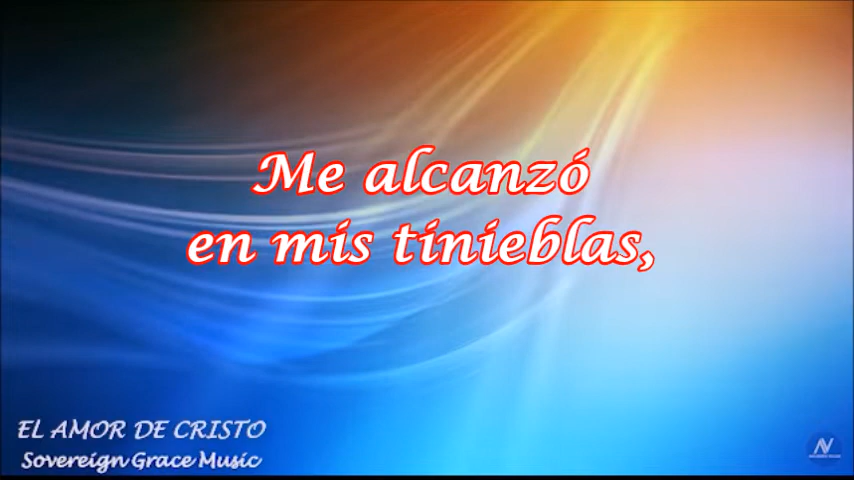 Me alcanzó
en mis tinieblas,
EL AMOR DE CRISTO
Sovereign Grace Music